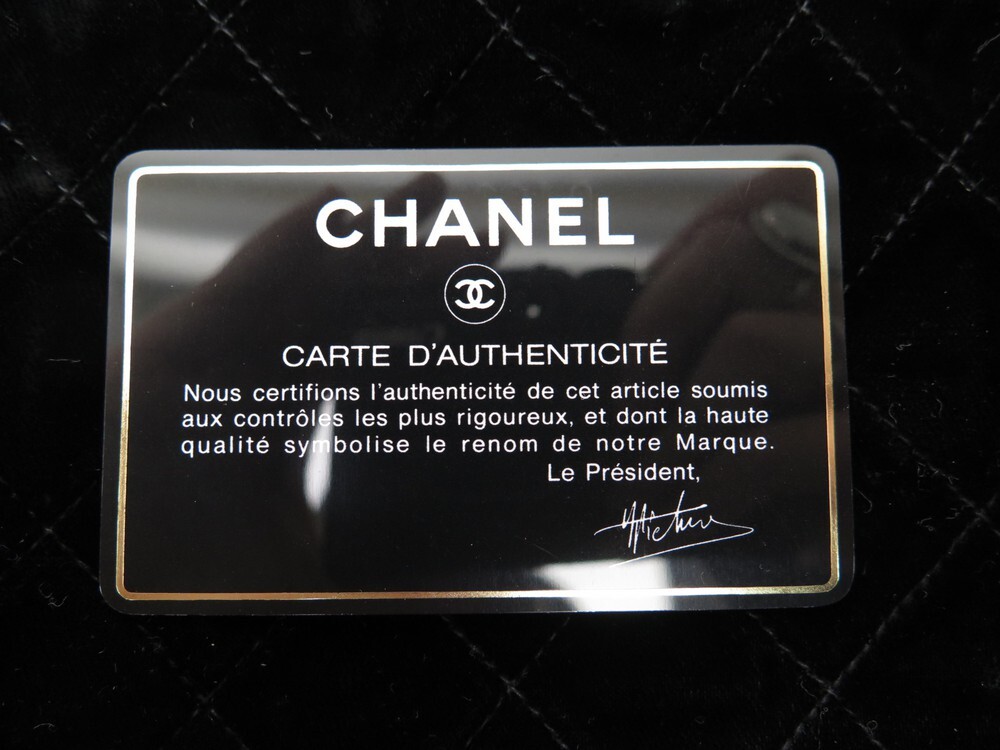 CHANEL
CARTE D'AUTHENTICITÉ
Nous certifions l'authenticité de cet article soumis
aux contrôles les plus rigoureux, et dont la haute
qualité symbolise le renom de notre Marque.
Le Président,